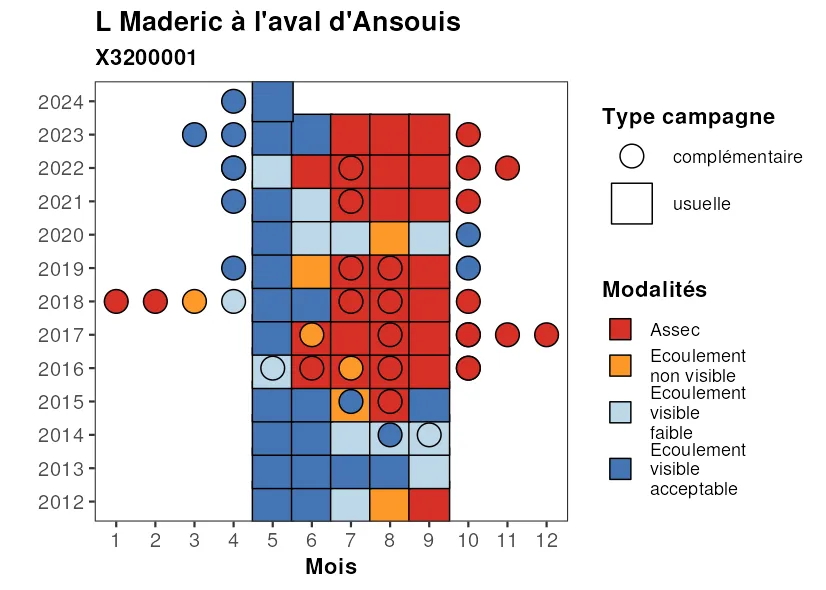 L Maderic à l'aval d'Ansouis
X3200001
2024
2023
2022
2021
2020
2019
2018
2017
2016
2015
2014
2013
2012
1 2 3 4 5 6 7 8 9 10 11 12
Mois
Type campagne
complémentaire
usuelle
Modalités
Assec
Ecoulement
non visible
Ecoulement
visible
faible
Ecoulement
visible
acceptable